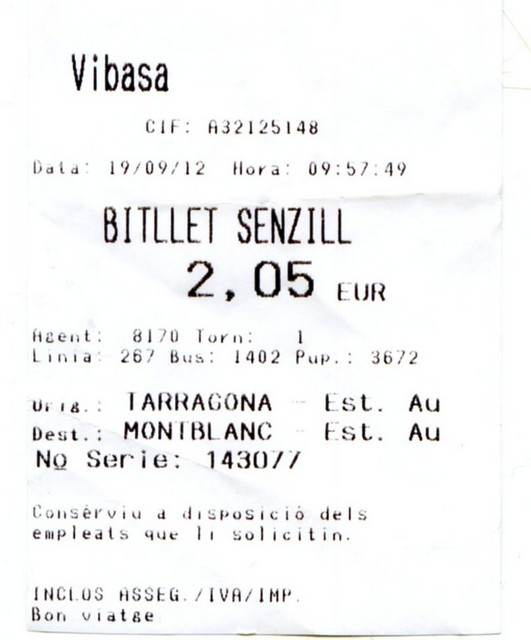 Vibasa
CIF: A32125148
Data: 19/09/12 Hora: 09:57:49
BITLLET SENZILL
2,05 EUR
Agent: 8170 Torn: 1
Linia: 267 Bus: 1402 Pup.: 3672
Orig.: TARRAGONA - Est. Au
Dest.: MONTBLANC - Est. Au
No Serie: 143077
Consérviu a disposició dels
empleats que li solicitin.
INCLOS ASSEG./IVA/IMP.
Bon viatge